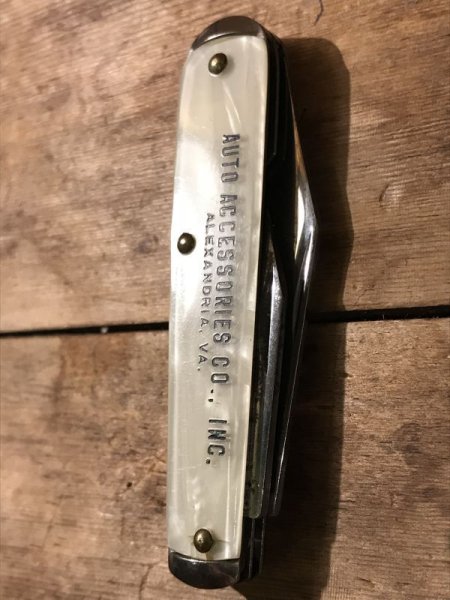 AUTO ACCESSORIES CO., INC.
ALEXANDRIA, VA.